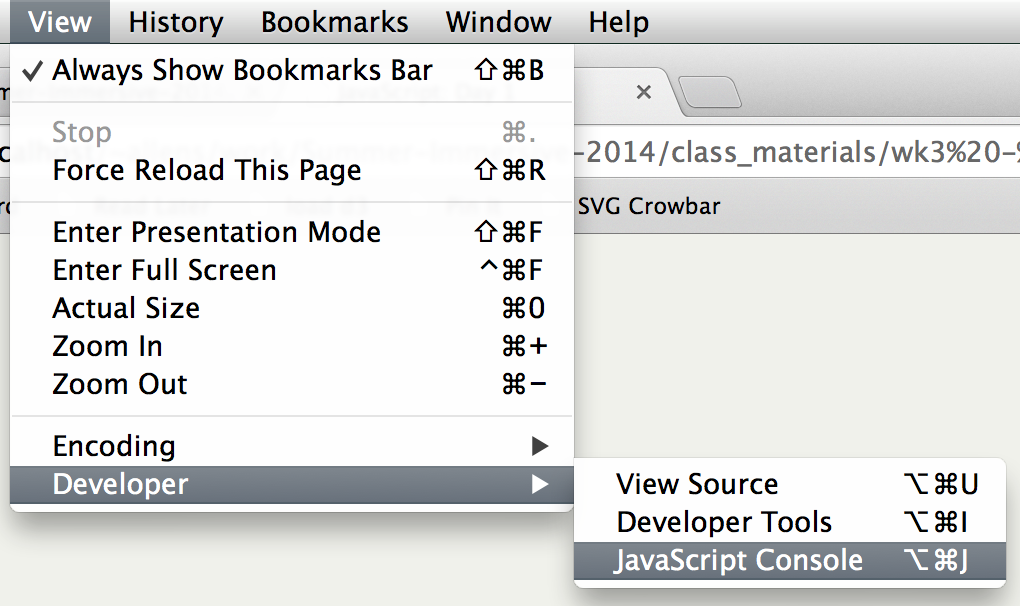 View History Bookmarks Window Help
✓ Always Show Bookmarks Bar ⇧⌘B
Stop ⌘.
-2014/class_materials/wk3%20-%
Force Reload This Page ⇧⌘R
SVG Crowbar
Enter Presentation Mode ⇧⌘F
Enter Full Screen ^⌘F
Actual Size ⌘0
Zoom In ⌘+
Zoom Out ⌘−
Encoding ▶
Developer ▶
View Source ⌥⌘U
Developer Tools ⌥⌘I
JavaScript Console ⌥⌘J